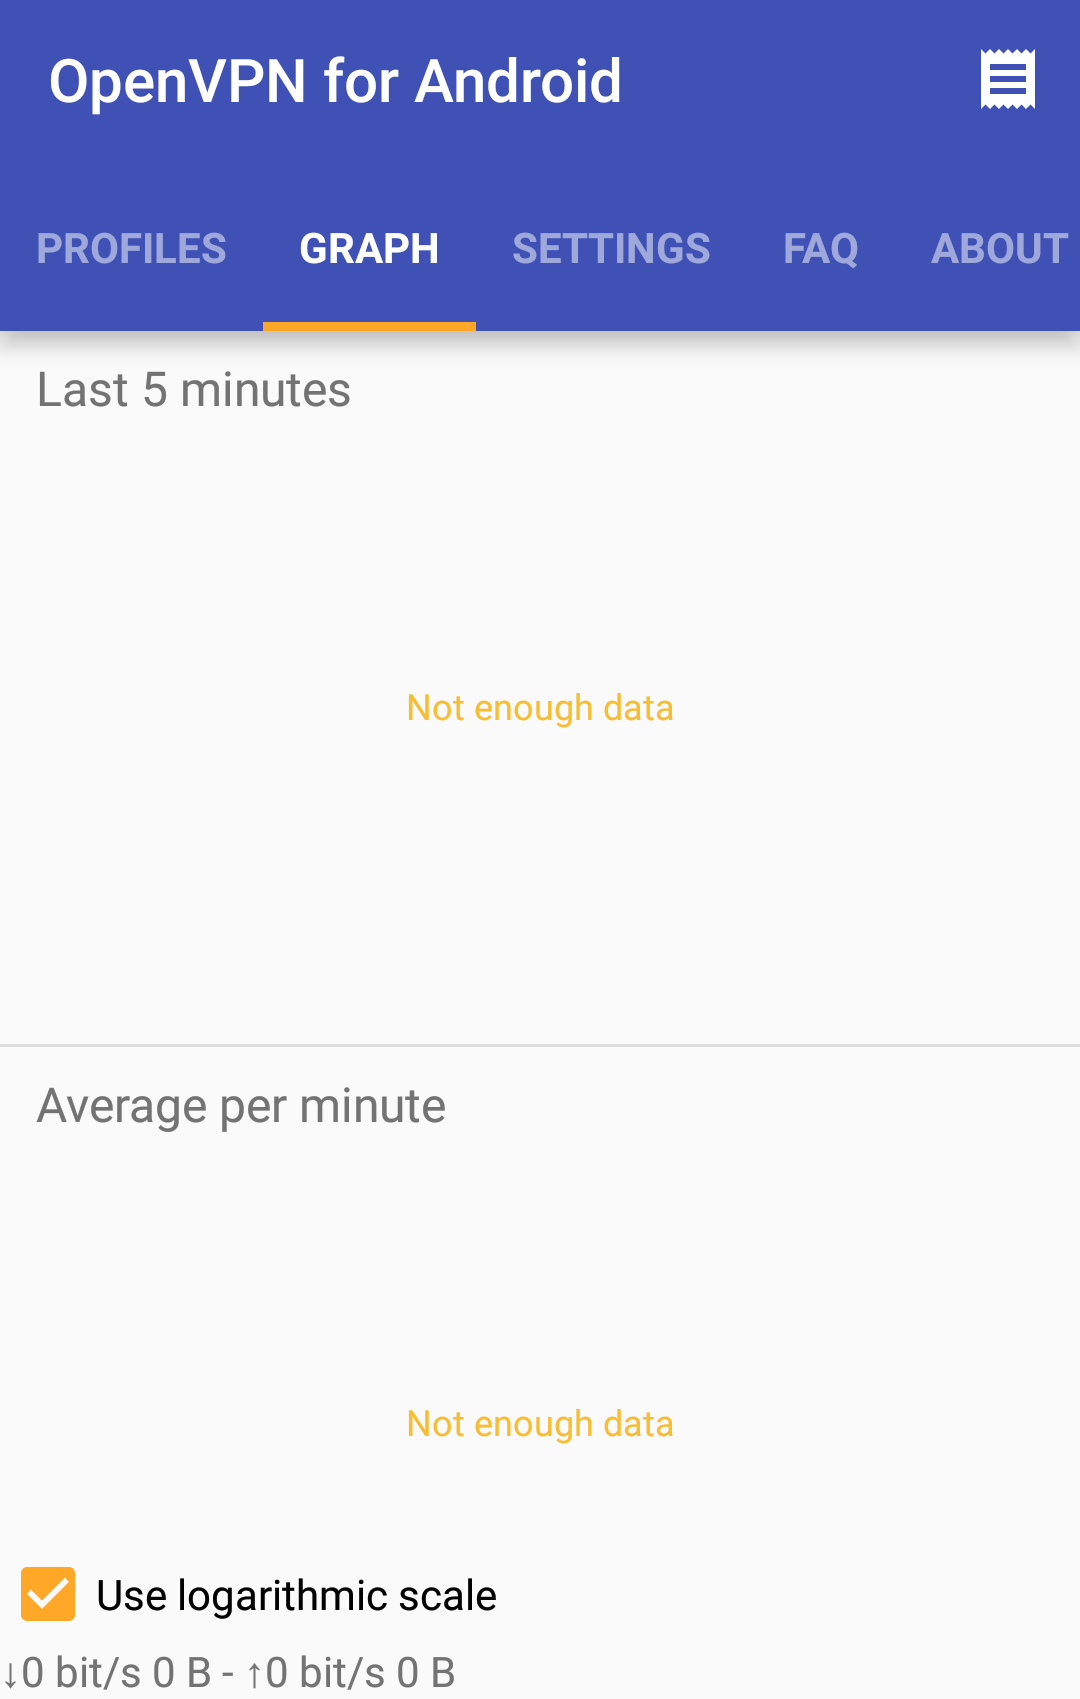 OpenVPN for Android
PROFILES GRAPH SETTINGS FAQ ABOUT
Last 5 minutes
Not enough data
Average per minute
Not enough data
Use logarithmic scale
↓0 bit/s 0 B - ↑0 bit/s 0 B